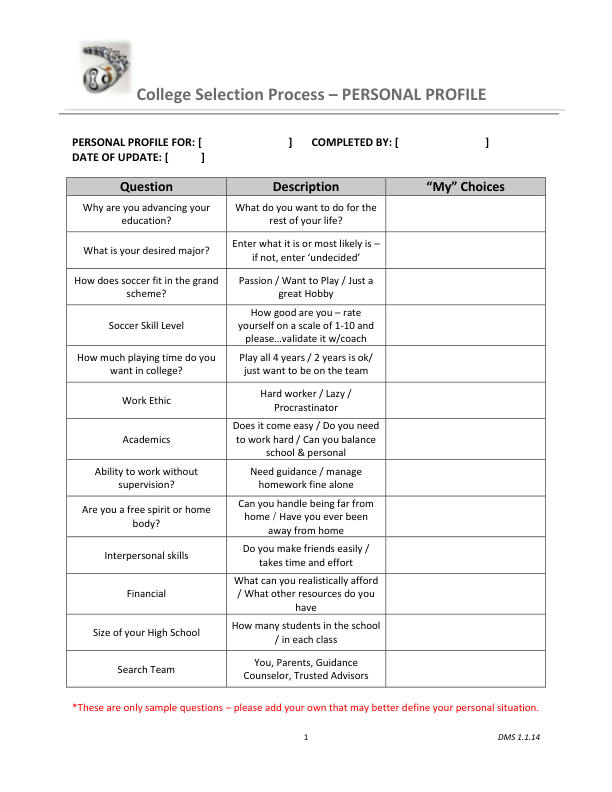 College Selection Process – PERSONAL PROFILE
PERSONAL PROFILE FOR: [ ] COMPLETED BY: [ ]
DATE OF UPDATE: [ ]
Question Description “My” Choices
Why are you advancing your
education?
What do you want to do for the
rest of your life?
What is your desired major?
Enter what it is or most likely is –
if not, enter ‘undecided’
How does soccer fit in the grand
scheme?
Passion / Want to Play / Just a
great Hobby
Soccer Skill Level
How good are you – rate
yourself on a scale of 1-10 and
please…validate it w/coach
How much playing time do you
want in college?
Play all 4 years / 2 years is ok/
just want to be on the team
Work Ethic
Hard worker / Lazy /
Procrastinator
Academics
Does it come easy / Do you need
to work hard / Can you balance
school & personal
Ability to work without
supervision?
Need guidance / manage
homework fine alone
Are you a free spirit or home
body?
Can you handle being far from
home / Have you ever been
away from home
Interpersonal skills
Do you make friends easily /
takes time and effort
Financial
What can you realistically afford
/ What other resources do you
have
Size of your High School
How many students in the school
/ in each class
Search Team
You, Parents, Guidance
Counselor, Trusted Advisors
*These are only sample questions – please add your own that may better define your personal situation.
1 DMS 1.1.14